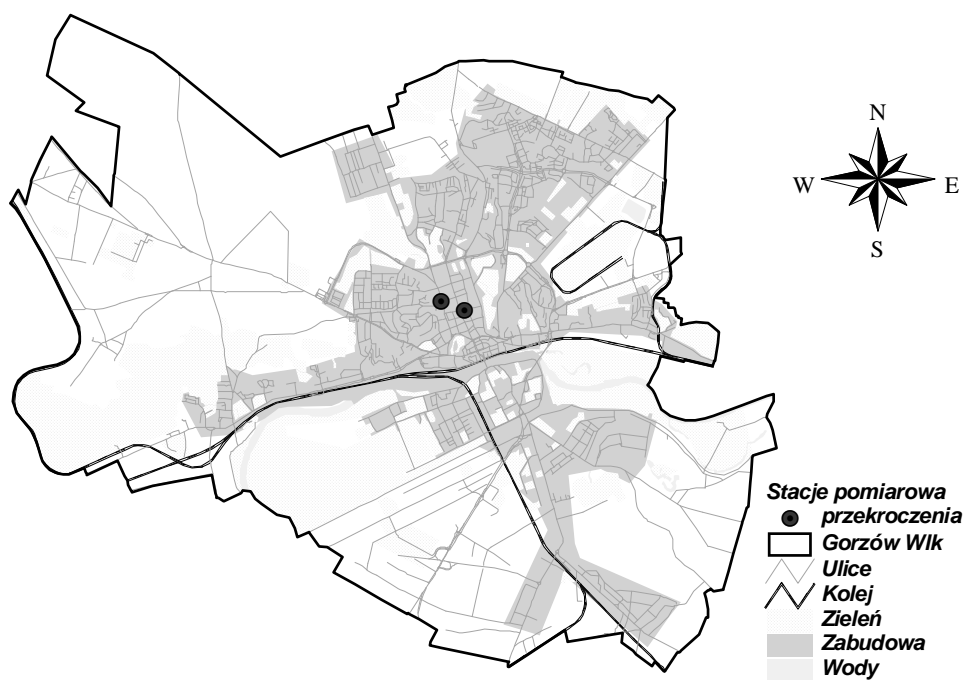 N
W E
S
Stacje pomiarowa
przekroczenia
Gorzów Wlk
Ulice
Kolej
Zieleń
Zabudowa
Wody